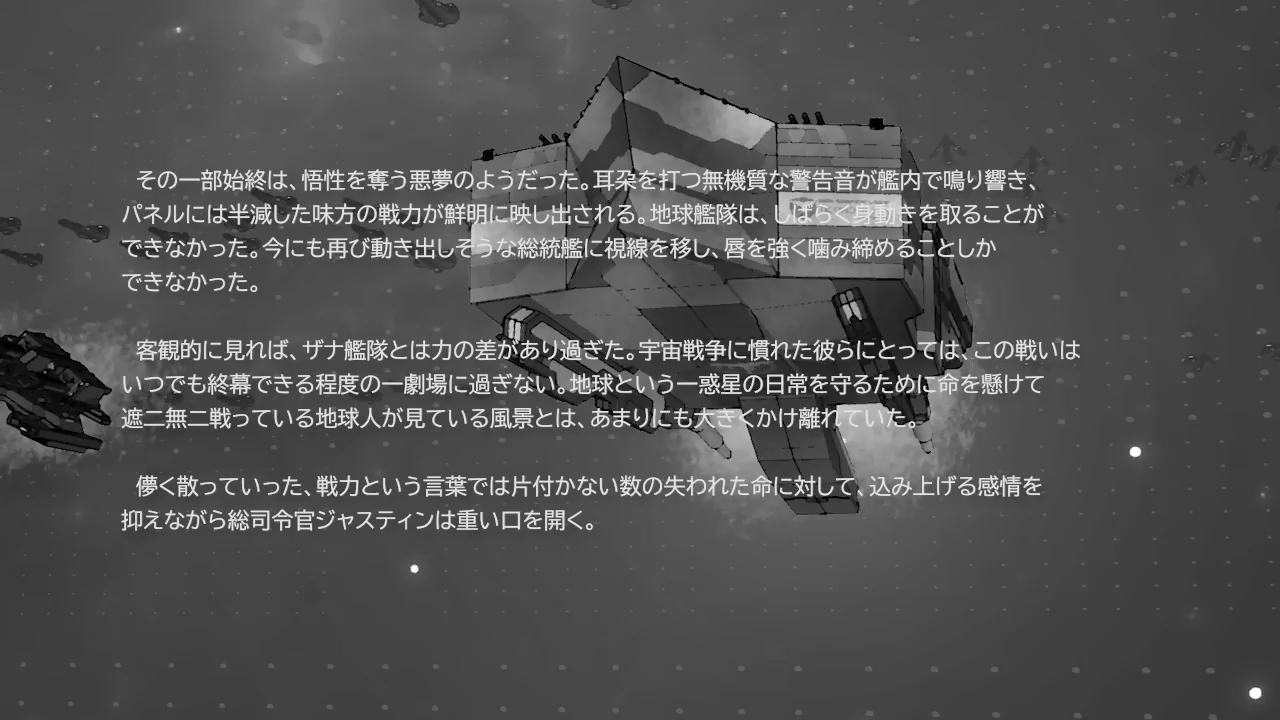 その一部始終は、悟性を奪う悪夢のようだった。耳朶を打つ無機質な警告音が艦内で鳴り響き、
パネルには半減した味方の戦力が鮮明に映し出される。地球艦隊は、しばらく身動きを取ることが
できなかった。今にも再び動き出しそうな総統艦に視線を移し、唇を強く噛み締めることしか
できなかった。
客観的に見れば、ザナ艦隊とは力の差があり過ぎた。宇宙戦争に慣れた彼らにとっては、この戦いは
いつでも終幕できる程度の一劇場に過ぎない。地球という一惑星の日常を守るために命を懸けて
遮二無二戦っている地球人が見ている風景とは、あまりにも大きくかけ離れていた。
儚く散っていった、戦力という言葉では片付かない数の失われた命に対して、込み上げる感情を
抑えながら総司令官ジャスティンは重い口を開く。